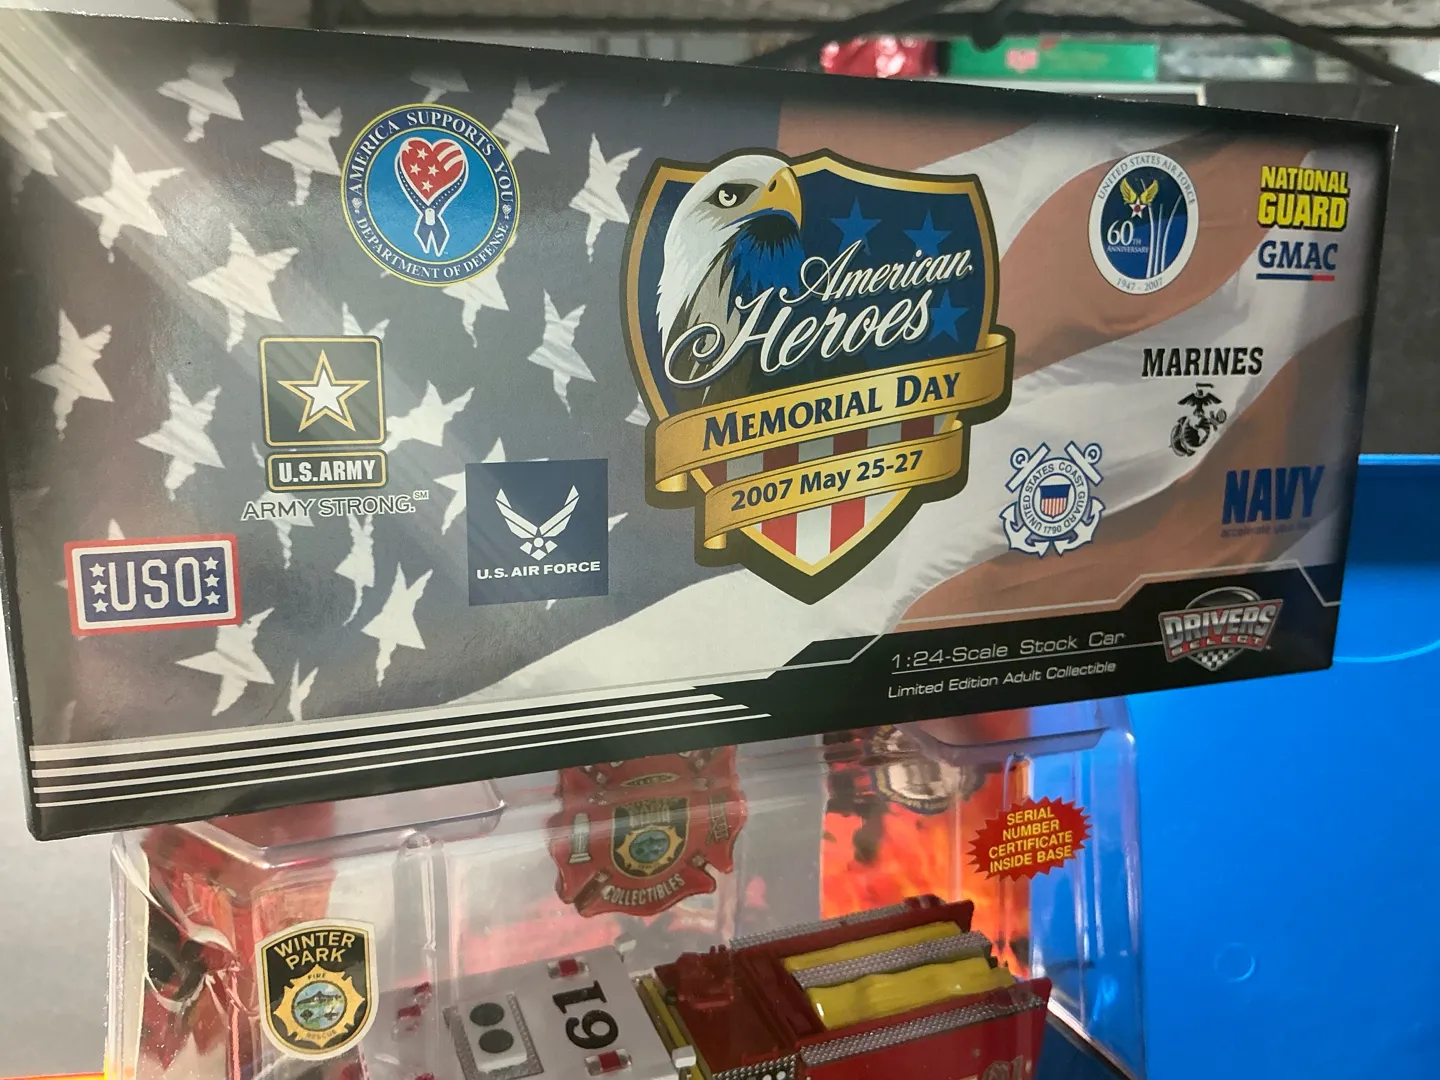 AMERICA SUPPORTS YOU
DEPARTMENT OF DEFENSE
American
Heroes
MEMORIAL DAY
2007 May 25-27
UNITED STATES AIR FORCE
60TH
ANNIVERSARY
1947 - 2007
NATIONAL
GUARD
GMAC
MARINES
U.S.ARMY
ARMY STRONG.SM
U.S. AIR FORCE
UNITED STATES COAST GUARD
1790
NAVY
USO
1:24-Scale Stock Car
Limited Edition Adult Collectible
DRIVERS
SELECT
SERIAL
NUMBER
CERTIFICATE
INSIDE BASE
COLLECTIBLES
WINTER
PARK
FIRE
RESCUE
61